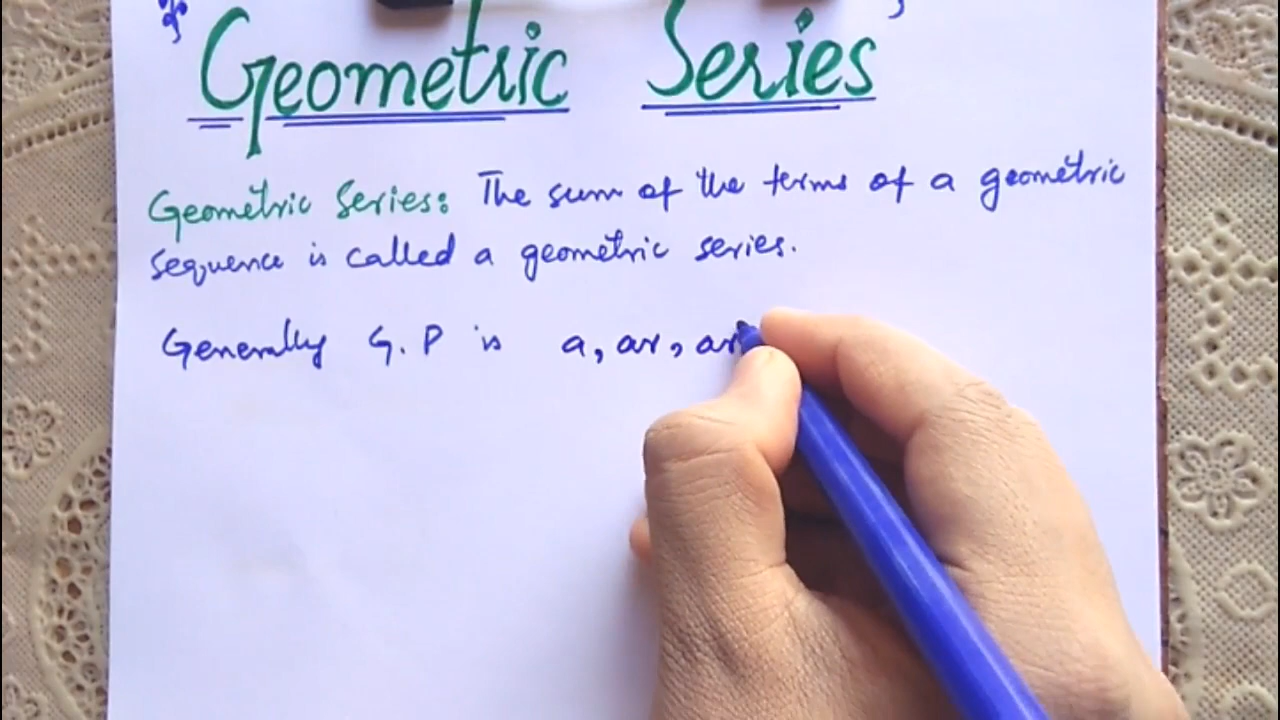 Geometric Series
Geometric Series: The sum of the terms of a geometric
sequence is called a geometric series.
Generally G.P is a, ar, ar